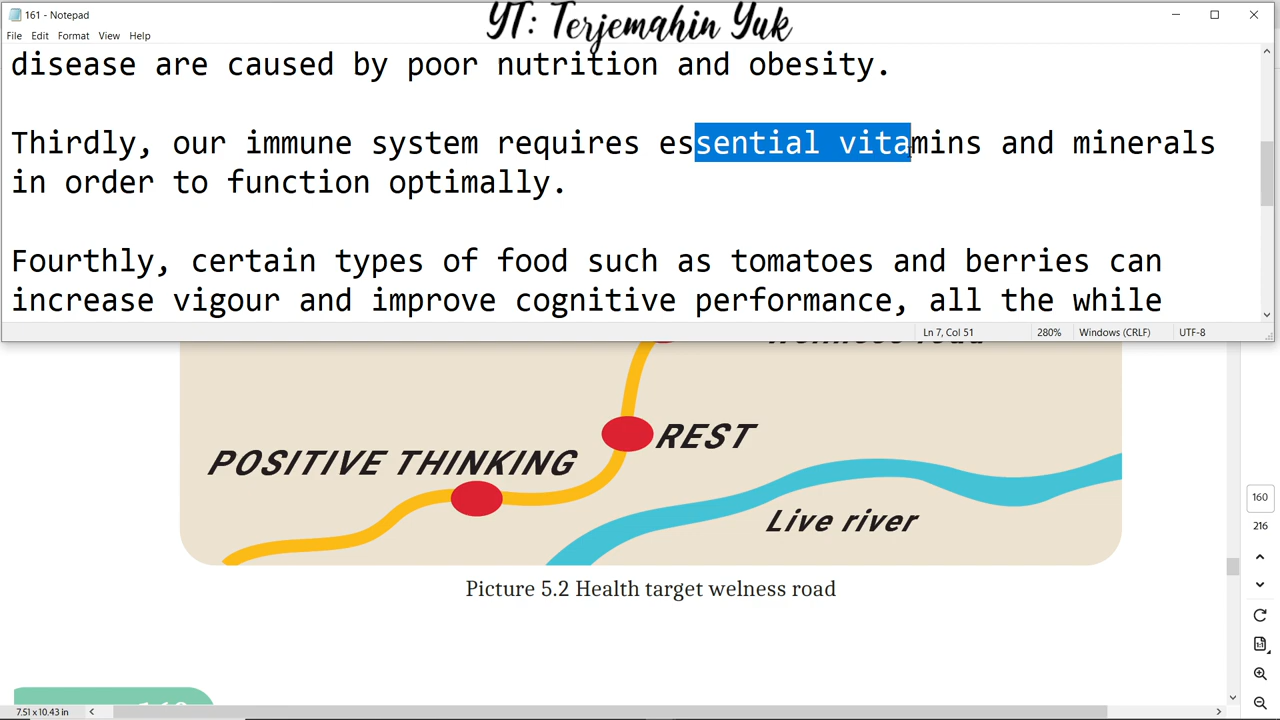 161 - Notepad
YT: Terjemahin Yuk
File Edit Format View Help
disease are caused by poor nutrition and obesity.
Thirdly, our immune system requires essential vitamins and minerals
in order to function optimally.
Fourthly, certain types of food such as tomatoes and berries can
increase vigour and improve cognitive performance, all the while
Ln 7, Col 51 280% Windows (CRLF) UTF-8
REST
POSITIVE THINKING
Live river
Picture 5.2 Health target welness road
160
216
7.51 x 10.43 in